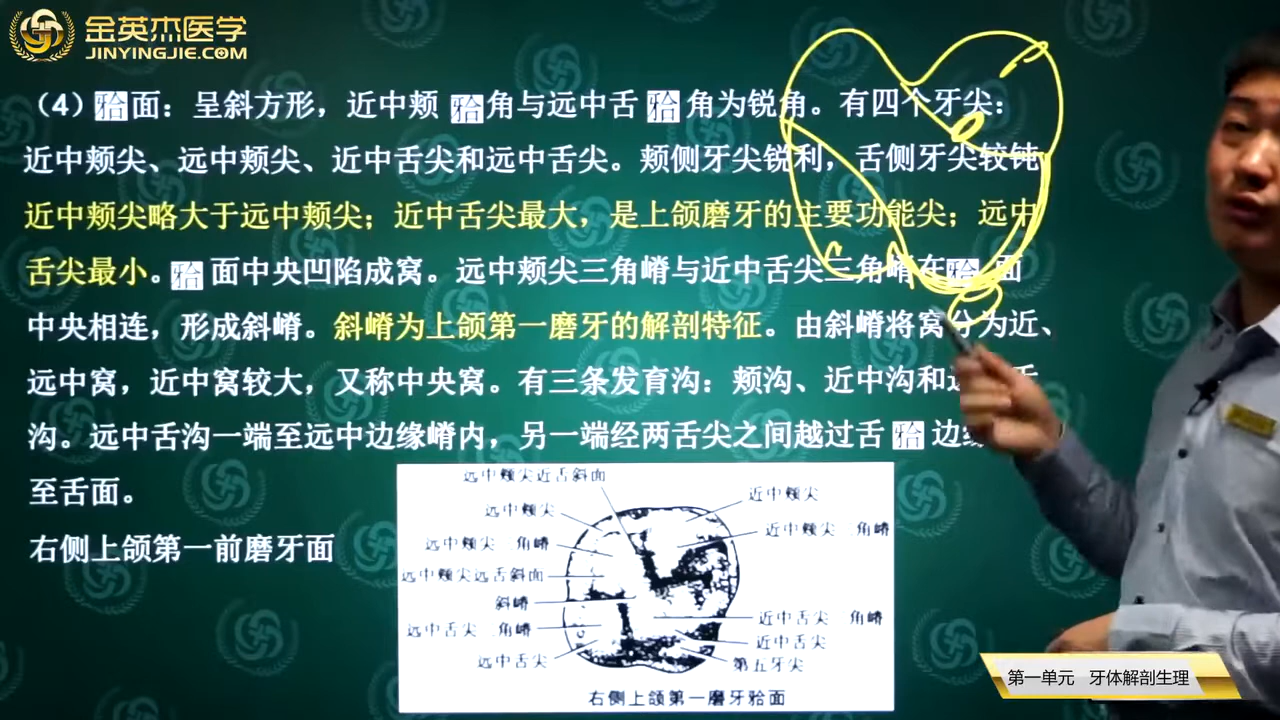 金英杰医学
JINYINGJIE.COM
（4）𬌗面：呈斜方形，近中颊𬌗角与远中舌𬌗角为锐角。有四个牙尖：
近中颊尖、远中颊尖、近中舌尖和远中舌尖。颊侧牙尖锐利，舌侧牙尖较钝
近中颊尖略大于远中颊尖；近中舌尖最大，是上颌磨牙的主要功能尖；远中
舌尖最小。𬌗面中央凹陷成窝。远中颊尖三角嵴与近中舌尖三角嵴在𬌗面
中央相连，形成斜嵴。斜嵴为上颌第一磨牙的解剖特征。由斜嵴将窝分为近、
远中窝，近中窝较大，又称中央窝。有三条发育沟：颊沟、近中沟和远 舌
沟。远中舌沟一端至远中边缘嵴内，另一端经两舌尖之间越过舌𬌗边缘
至舌面。
右侧上颌第一前磨牙面
远中颊尖近舌斜面
远中颊尖
近中颊尖
远中颊尖三角嵴
近中颊尖三角嵴
远中颊尖远舌斜面
斜嵴
远中舌尖三角嵴
近中舌尖三角嵴
近中舌尖
远中舌尖
第五牙尖
右侧上颌第一磨牙𬌗面
第一单元 牙体解剖生理